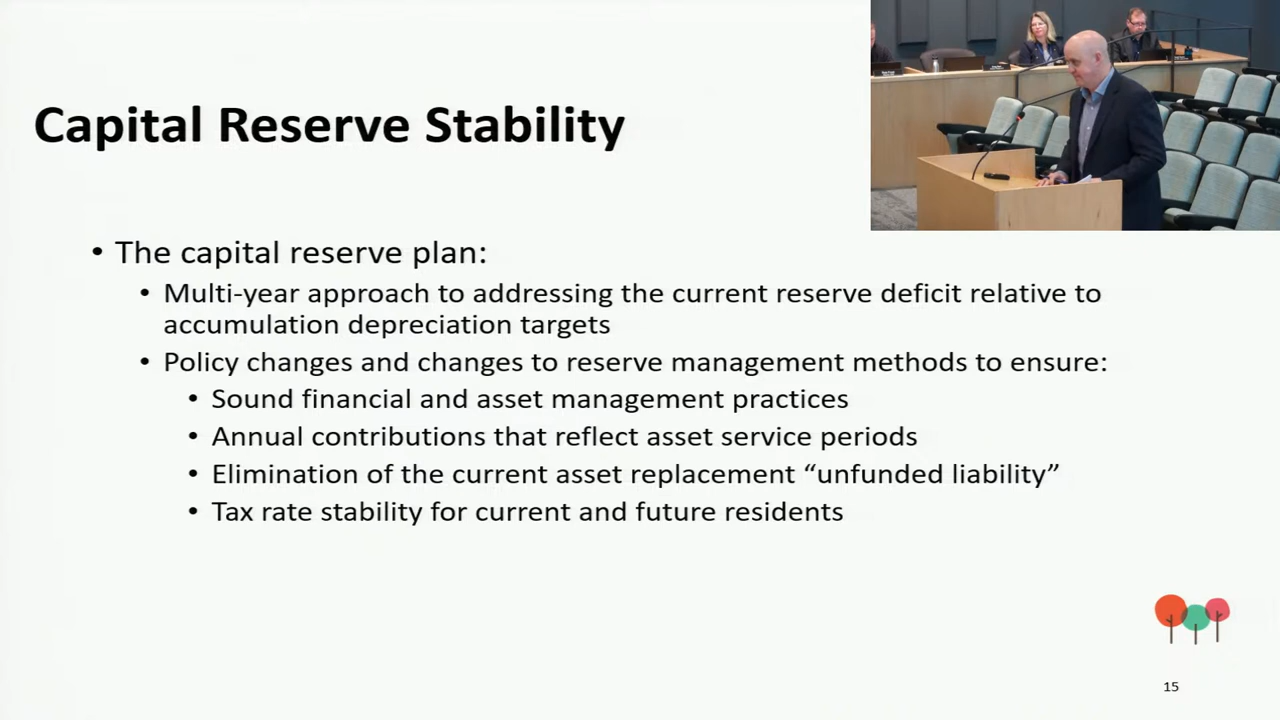 Capital Reserve Stability
• The capital reserve plan:
• Multi-year approach to addressing the current reserve deficit relative to
accumulation depreciation targets
• Policy changes and changes to reserve management methods to ensure:
• Sound financial and asset management practices
• Annual contributions that reflect asset service periods
• Elimination of the current asset replacement “unfunded liability”
• Tax rate stability for current and future residents
15